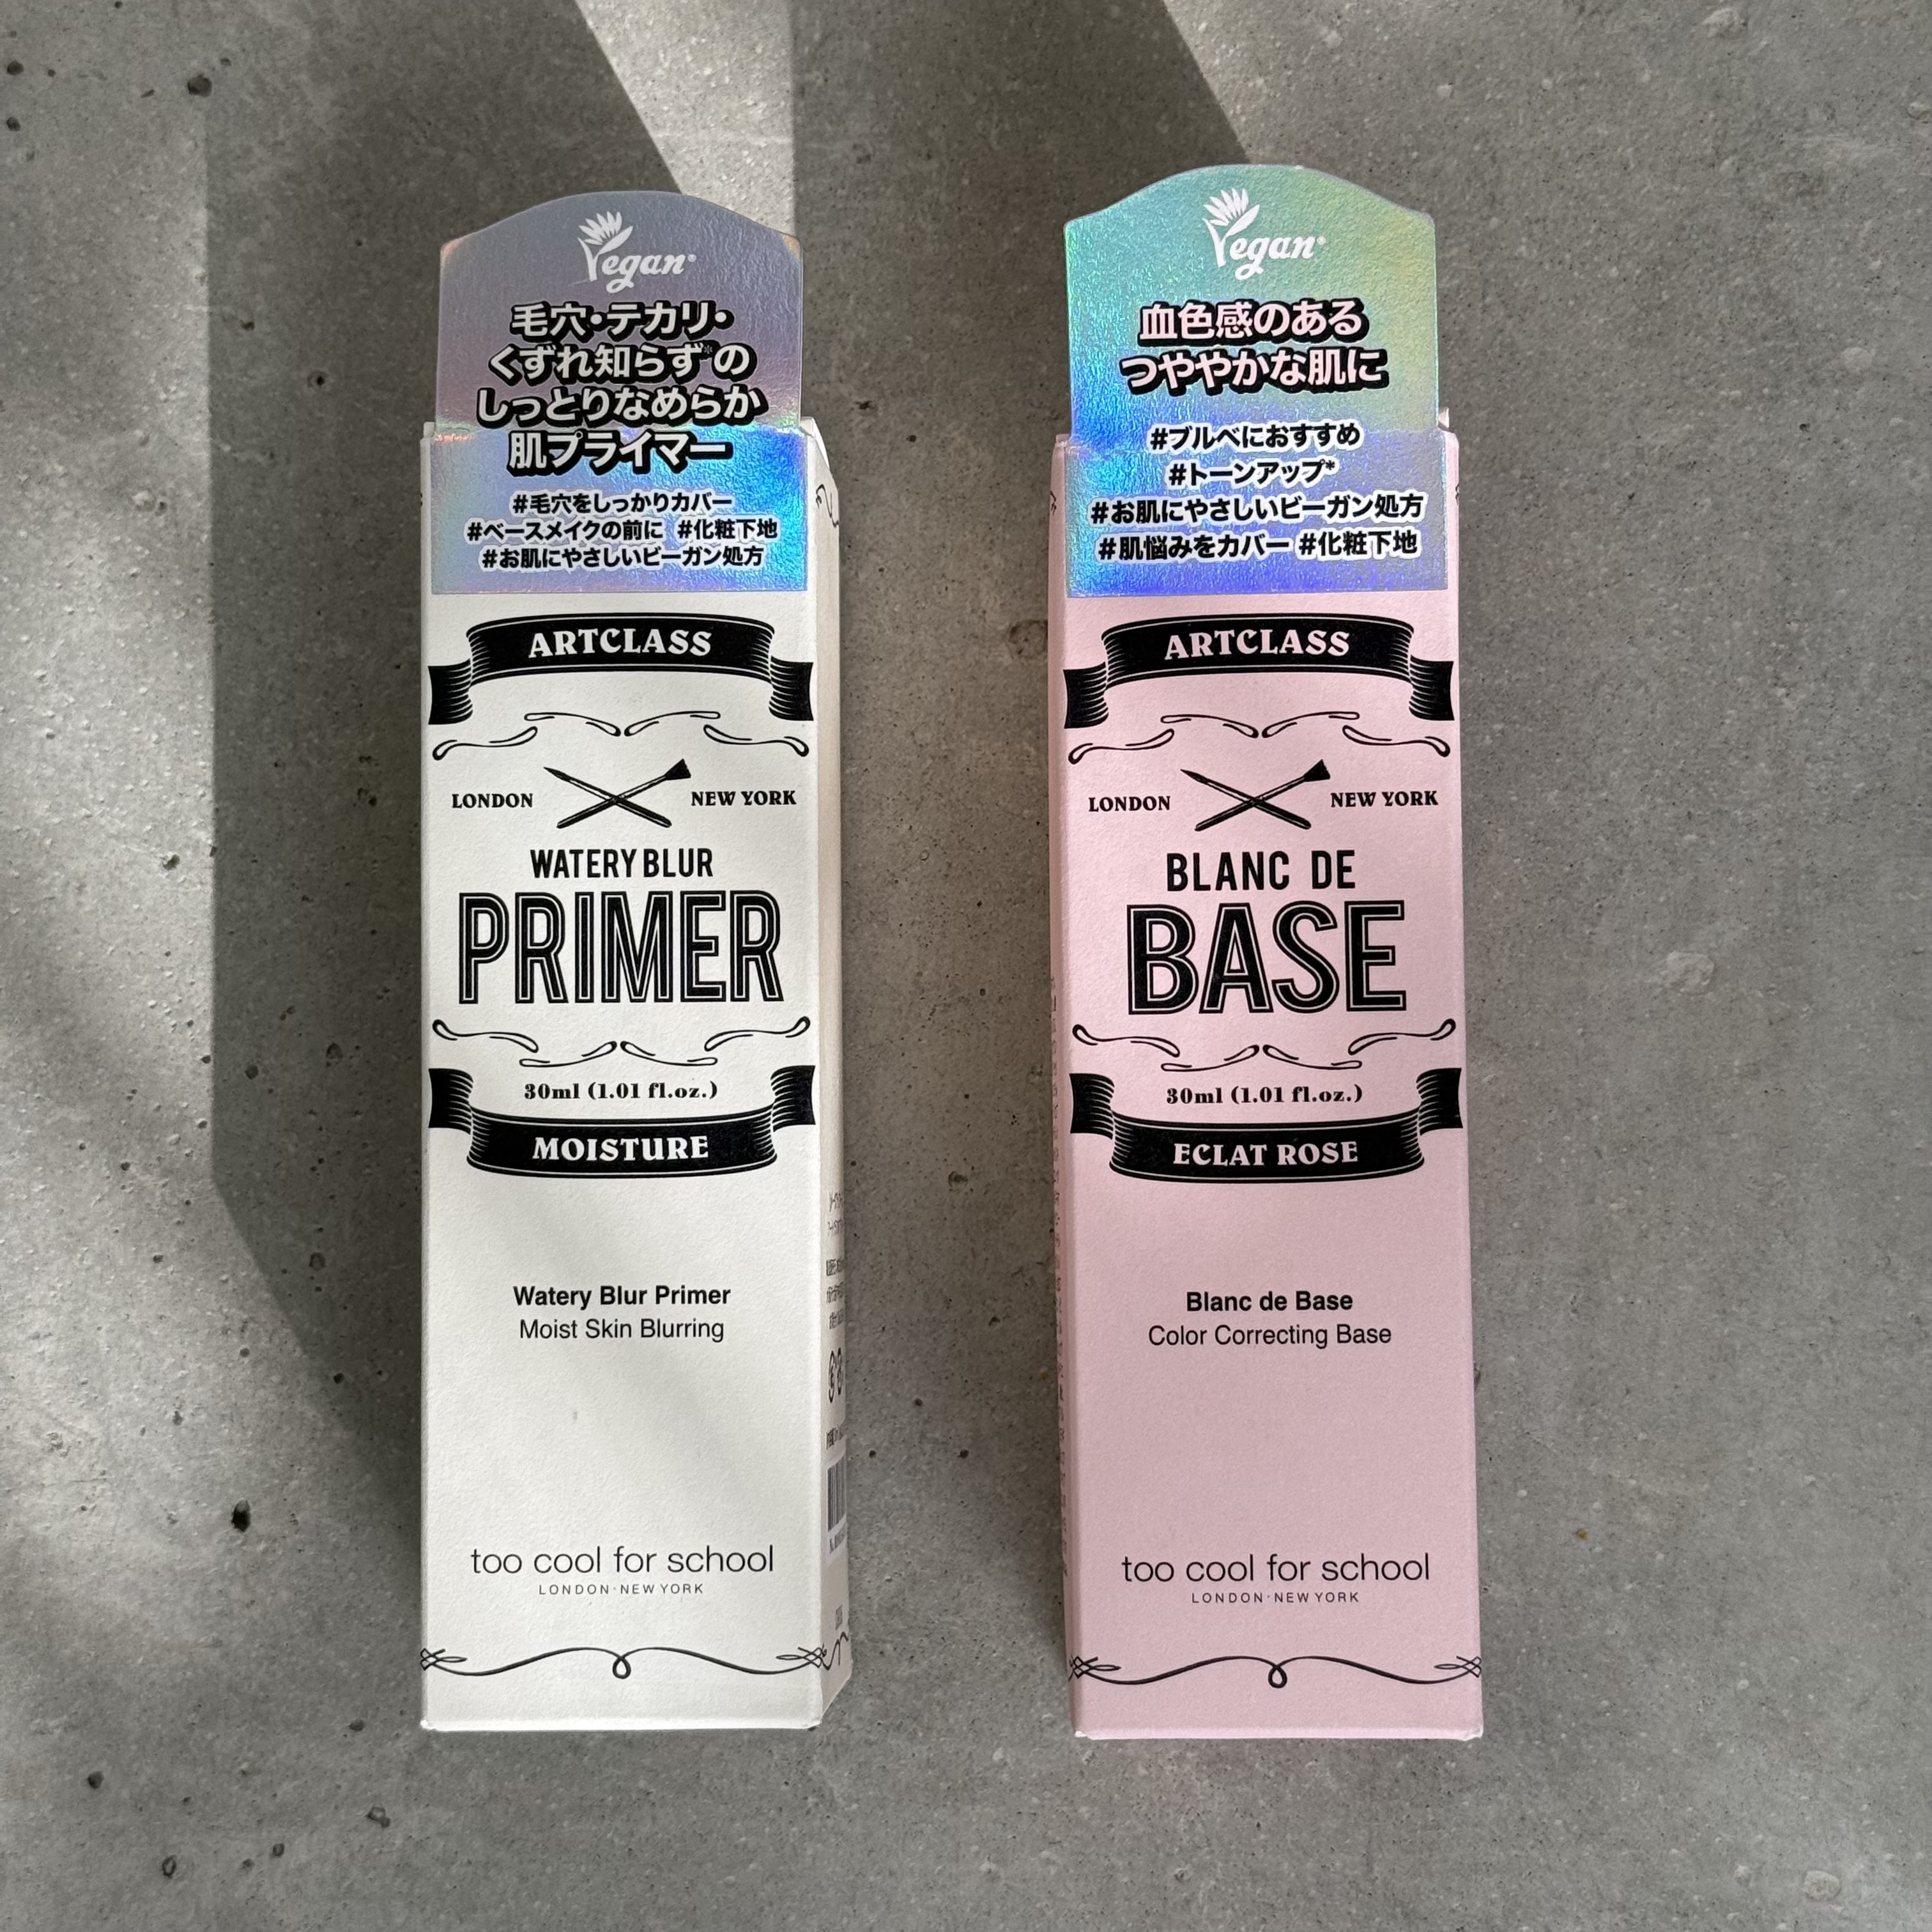 Vegan®
毛穴・テカリ・
くずれ知らず※の
しっとりなめらか
肌プライマー
#毛穴をしっかりカバー
#ベースメイクの前に #化粧下地
#お肌にやさしいビーガン処方
ARTCLASS
LONDON NEW YORK
WATERY BLUR
PRIMER
30ml (1.01 fl.oz.)
MOISTURE
Watery Blur Primer
Moist Skin Blurring
too cool for school
LONDON·NEW YORK
Vegan®
血色感のある
つややかな肌に
#ブルベにおすすめ
#トーンアップ*
#お肌にやさしいビーガン処方
#肌悩みをカバー #化粧下地
ARTCLASS
LONDON NEW YORK
BLANC DE
BASE
30ml (1.01 fl.oz.)
ECLAT ROSE
Blanc de Base
Color Correcting Base
too cool for school
LONDON·NEW YORK